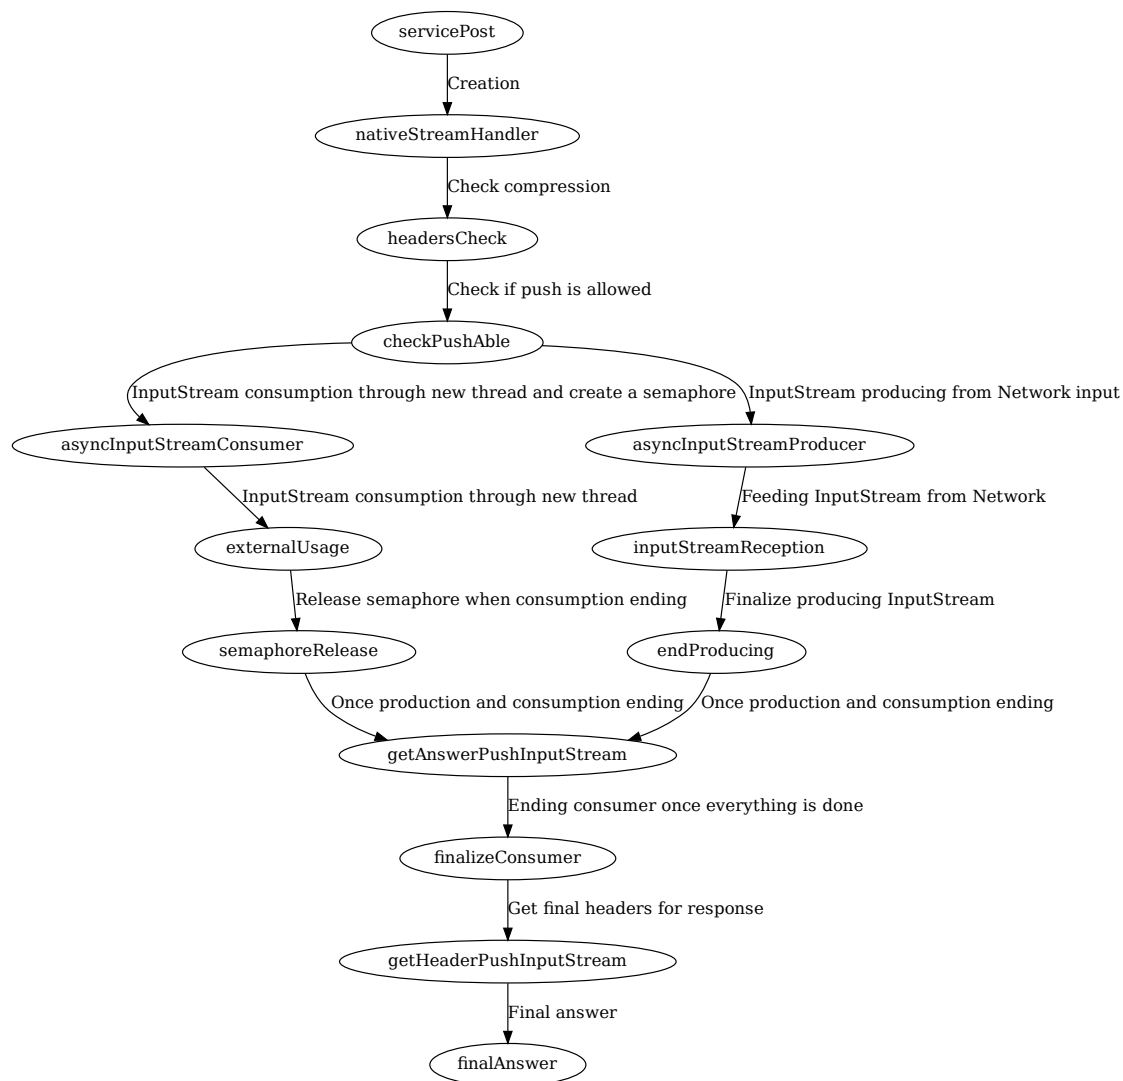 servicePost
Creation
nativeStreamHandler
Check compression
headersCheck
Check if push is allowed
checkPushAble
InputStream consumption through new thread and create a semaphore
InputStream producing from Network input
asyncInputStreamConsumer
asyncInputStreamProducer
InputStream consumption through new thread
Feeding InputStream from Network
externalUsage
inputStreamReception
Release semaphore when consumption ending
Finalize producing InputStream
semaphoreRelease
endProducing
Once production and consumption ending
Once production and consumption ending
getAnswerPushInputStream
Ending consumer once everything is done
finalizeConsumer
Get final headers for response
getHeaderPushInputStream
Final answer
finalAnswer